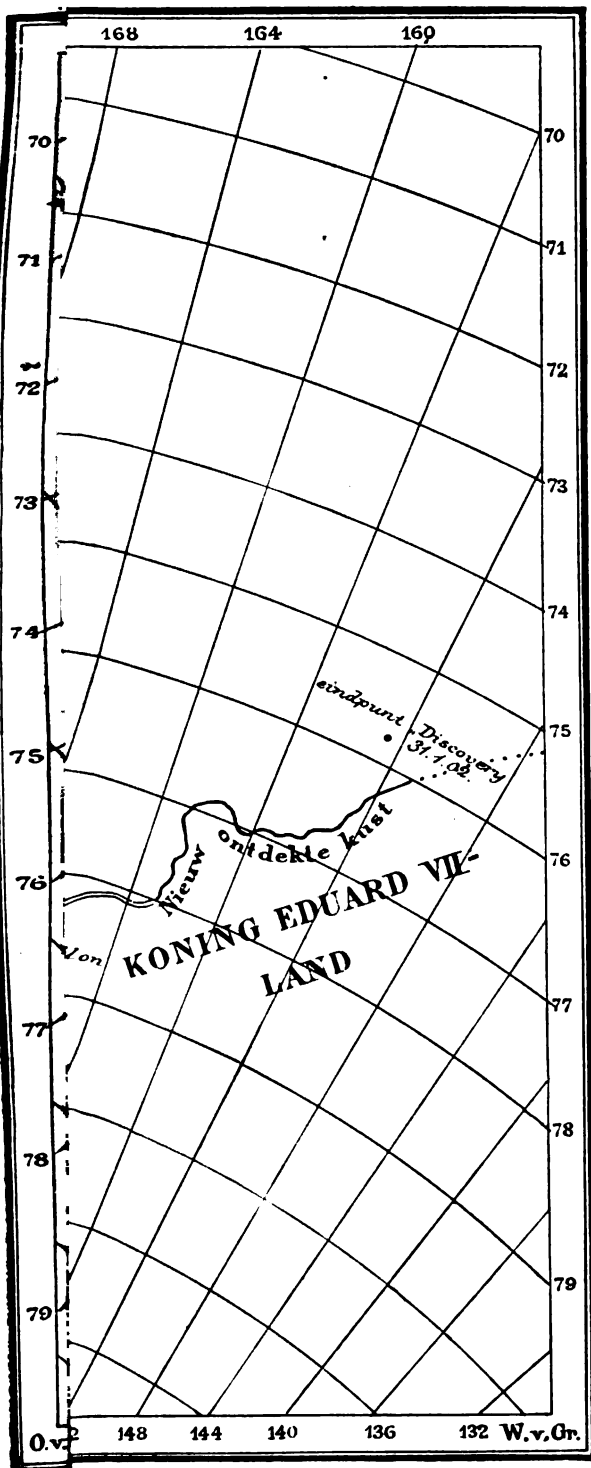 168 164 160
70 70
71 71
72 72
73 73
74 74
75 75
76 76
77 77
78 78
79 79
eindpunt Discovery
31.1.02.
Nieuw ontdekte kust
KONING EDUARD VII-
LAND
lon
O.v. 2 148 144 140 136 132 W.v.Gr.